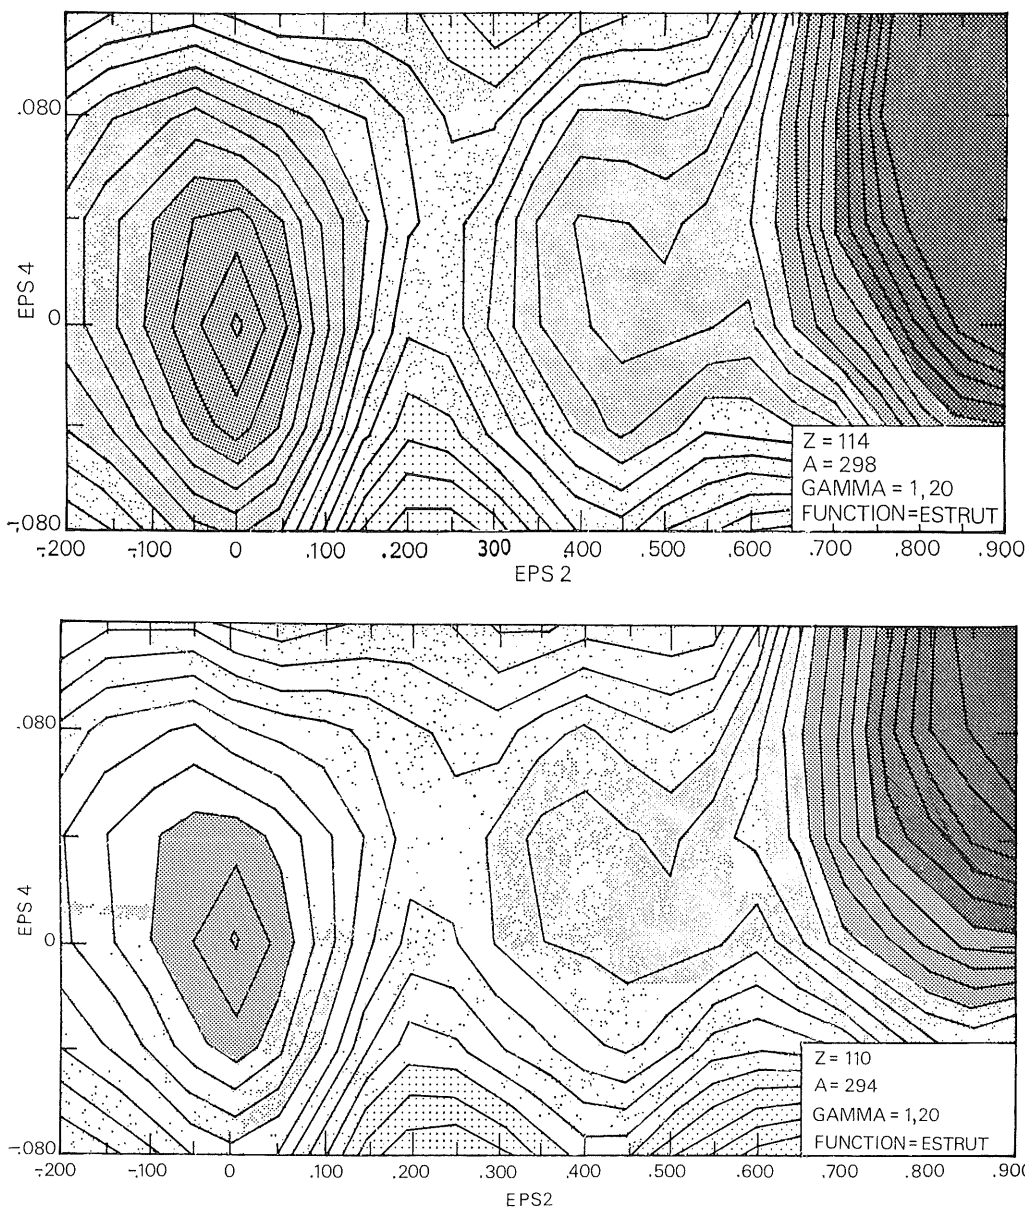 .080
EPS 4
0
-.080
-.200 -.100 0 .100 .200 300 .400 .500 .600 .700 .800 .900
EPS 2
Z = 114
A = 298
GAMMA = 1, 20
FUNCTION=ESTRUT
.080
EPS 4
0
-.080
-.200 -.100 0 .100 .200 .300 .400 .500 .600 .700 .800 .900
EPS2
Z = 110
A = 294
GAMMA = 1,20
FUNCTION=ESTRUT